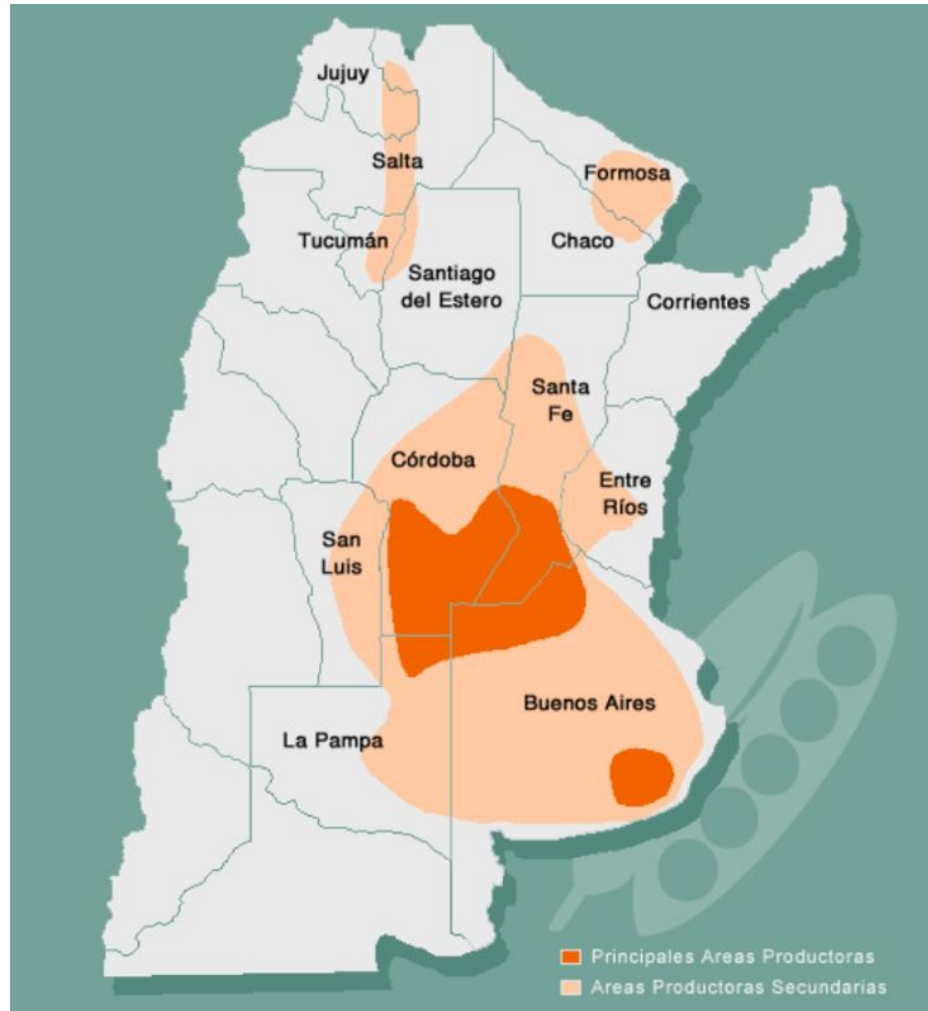 Jujuy
Salta
Formosa
Tucumán
Chaco
Santiago
del Estero
Corrientes
Santa
Fe
Córdoba
Entre
Ríos
San
Luis
Buenos Aires
La Pampa
Principales Areas Productoras
Areas Productoras Secundarias